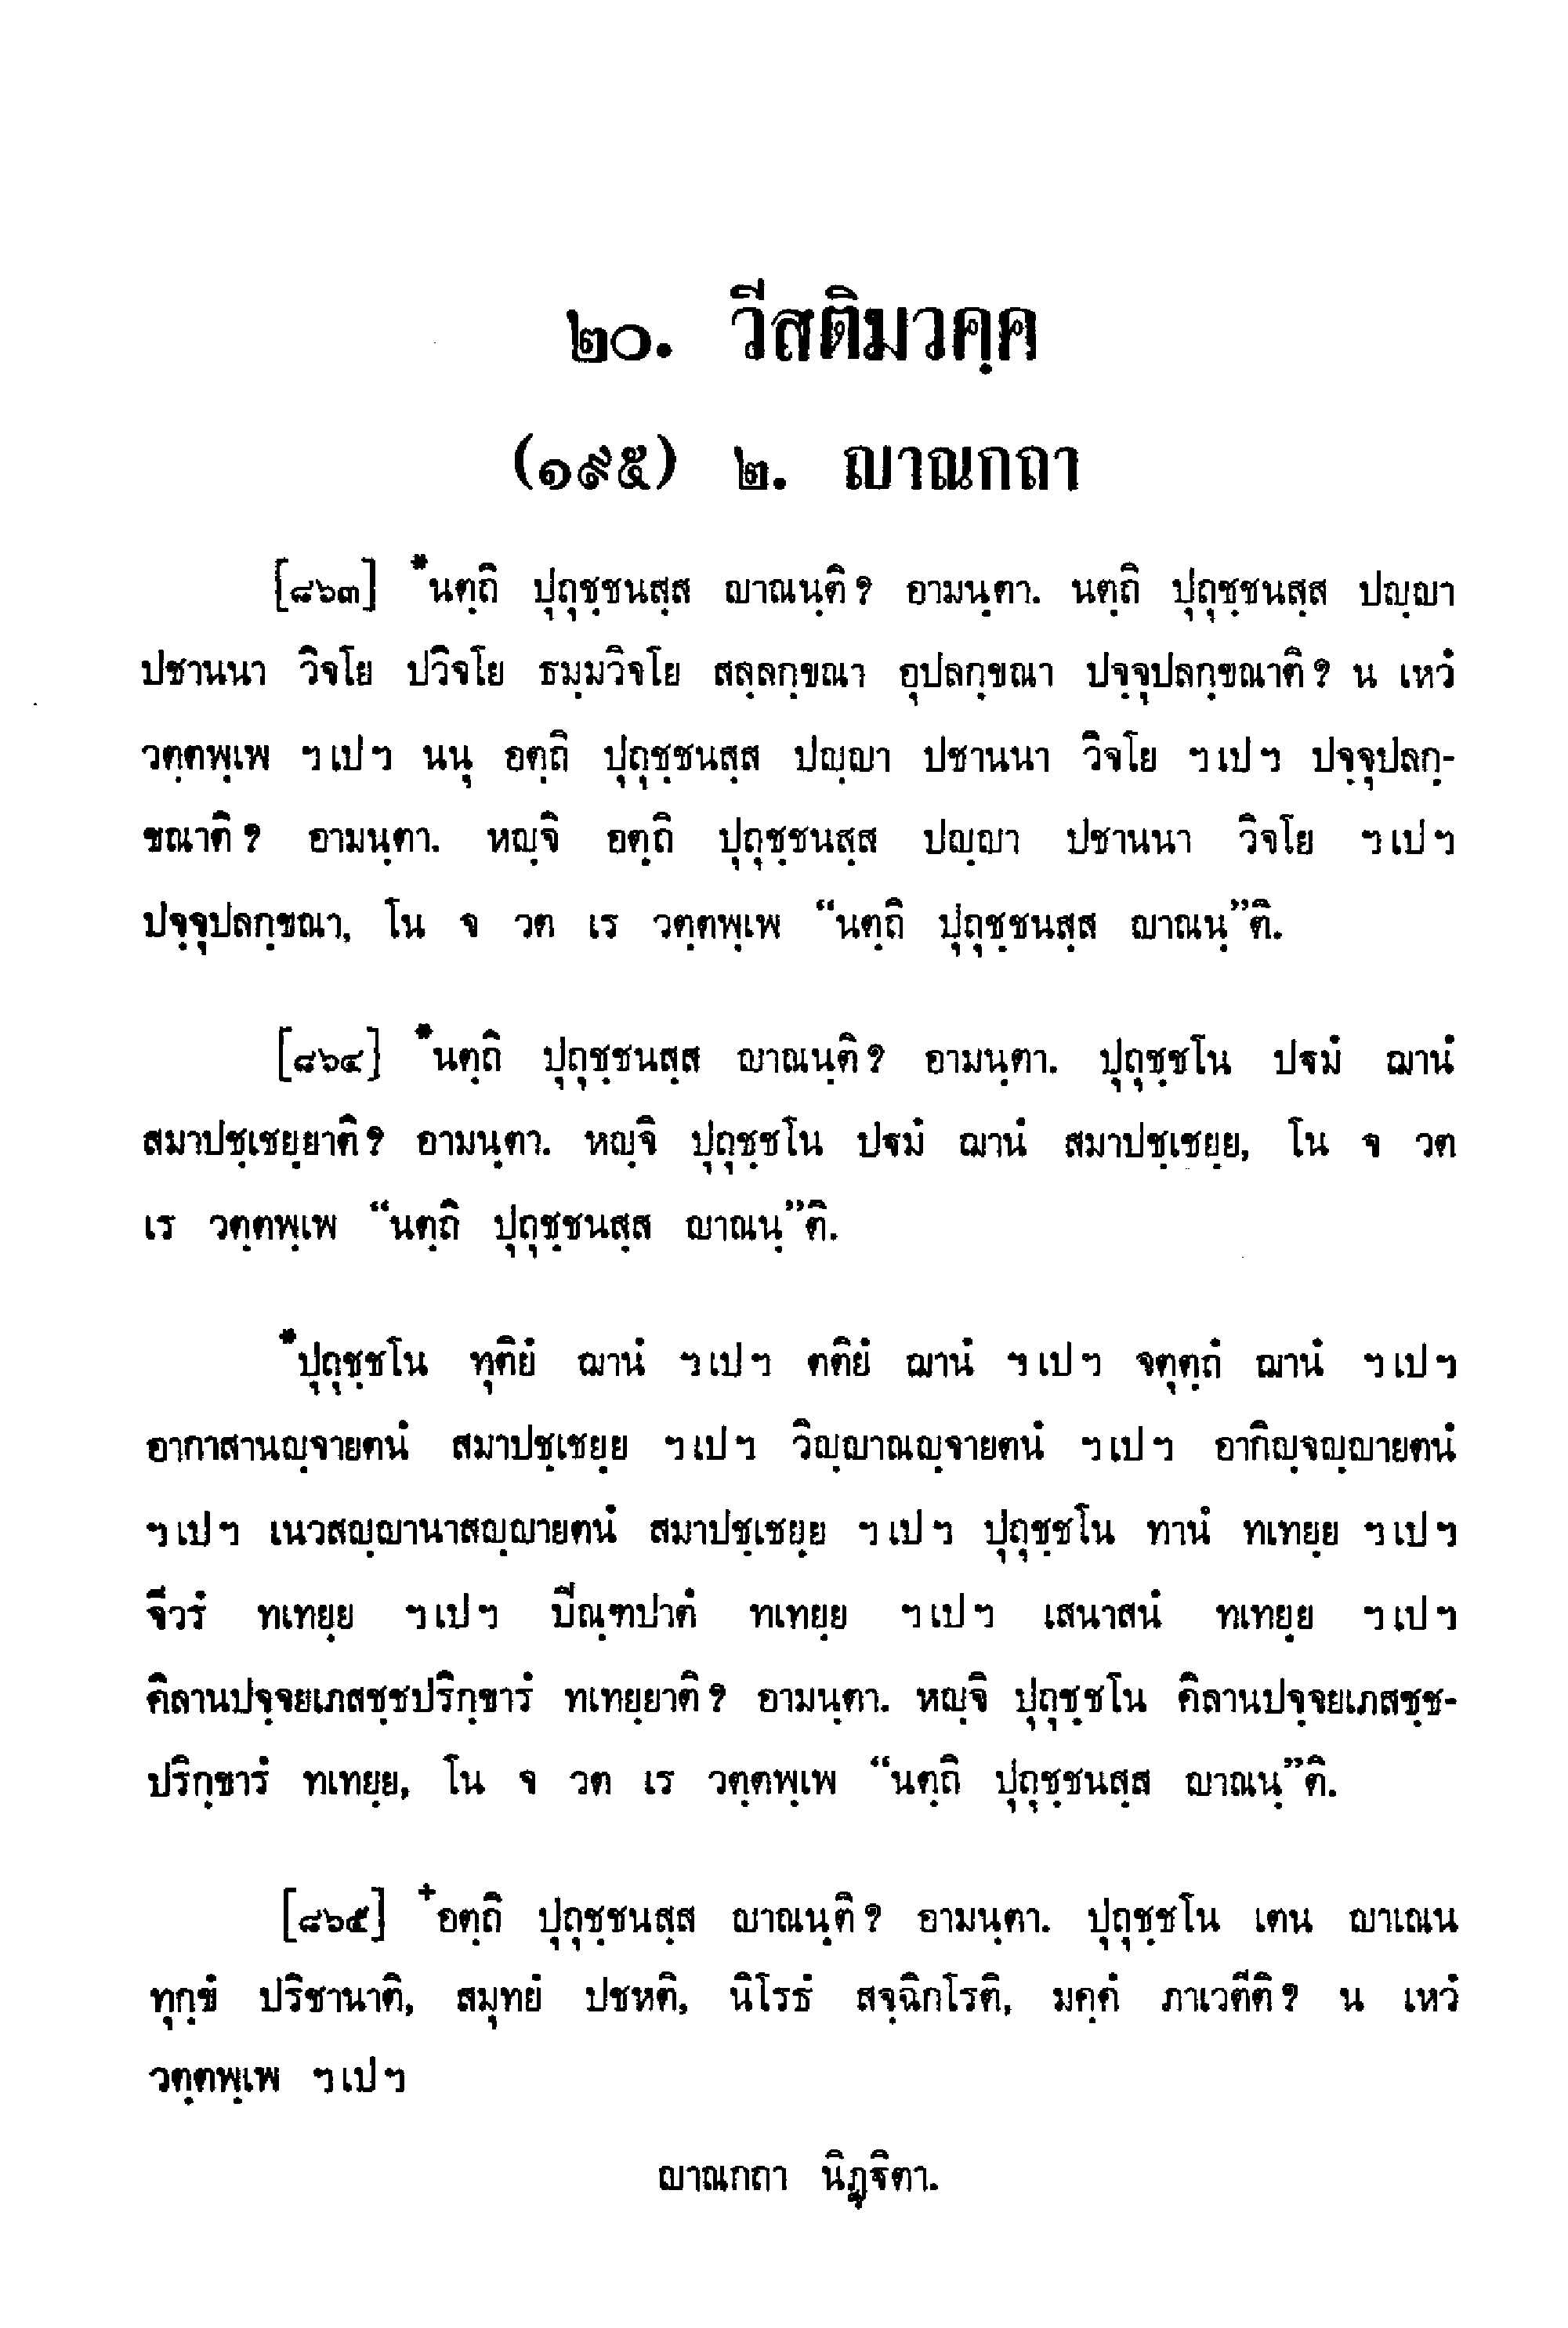 ๒๐. วีสติมวคฺค
(๑๙๕) ๒. ญาณกถา
[๘๖๓] *นตฺถิ ปุถุชฺชนสฺส ญาณนฺติ? อามนฺตา. นตฺถิ ปุถุชฺชนสฺส ปญฺญา
ปชานนา วิจโย ปวิจโย ธมฺมวิจโย สลฺลกฺขณา อุปลกฺขณา ปจฺจุปลกฺขณาติ? น เหวํ
วตฺตพฺเพ ฯเปฯ นนุ อตฺถิ ปุถุชฺชนสฺส ปญฺญา ปชานนา วิจโย ฯเปฯ ปจฺจุปลกฺ-
ขณาติ? อามนฺตา. หญฺจิ อตฺถิ ปุถุชฺชนสฺส ปญฺญา ปชานนา วิจโย ฯเปฯ
ปจฺจุปลกฺขณา, โน จ วต เร วตฺตพฺเพ “นตฺถิ ปุถุชฺชนสฺส ญาณนฺ”ติ.
[๘๖๔] *นตฺถิ ปุถุชฺชนสฺส ญาณนฺติ? อามนฺตา. ปุถุชฺชโน ปฐมํ ฌานํ
สมาปชฺเชยฺยาติ? อามนฺตา. หญฺจิ ปุถุชฺชโน ปฐมํ ฌานํ สมาปชฺเชยฺย, โน จ วต
เร วตฺตพฺเพ “นตฺถิ ปุถุชฺชนสฺส ญาณนฺ”ติ.
*ปุถุชฺชโน ทุติยํ ฌานํ ฯเปฯ ตติยํ ฌานํ ฯเปฯ จตุตฺถํ ฌานํ ฯเปฯ
อากาสานญฺจายตนํ สมาปชฺเชยฺย ฯเปฯ วิญฺญาณญฺจายตนํ ฯเปฯ อากิญฺจญฺญายตนํ
ฯเปฯ เนวสญฺญานาสญฺญายตนํ สมาปชฺเชยฺย ฯเปฯ ปุถุชฺชโน ทานํ ทเทยฺย ฯเปฯ
จีวรํ ทเทยฺย ฯเปฯ ปิณฺฑปาตํ ทเทยฺย ฯเปฯ เสนาสนํ ทเทยฺย ฯเปฯ
คิลานปจฺจยเภสชฺชปริกฺขารํ ทเทยฺยาติ? อามนฺตา. หญฺจิ ปุถุชฺชโน คิลานปจฺจยเภสชฺช-
ปริกฺขารํ ทเทยฺย, โน จ วต เร วตฺตพฺเพ “นตฺถิ ปุถุชฺชนสฺส ญาณนฺ”ติ.
[๘๖๕] +อตฺถิ ปุถุชฺชนสฺส ญาณนฺติ? อามนฺตา. ปุถุชฺชโน เตน ญาเณน
ทุกฺขํ ปริชานาติ, สมุทยํ ปชหติ, นิโรธํ สจฺฉิกโรติ, มคฺคํ ภาเวตีติ? น เหวํ
วตฺตพฺเพ ฯเปฯ
ญาณกถา นิฏฺฐิตา.